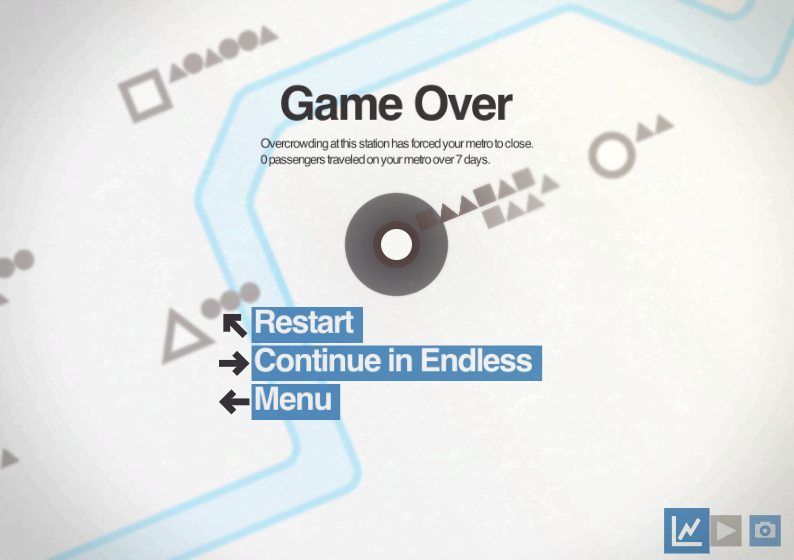 Game Over
Overcrowding at this station has forced your metro to close.
0 passengers traveled on your metro over 7 days.
Restart
Continue in Endless
Menu